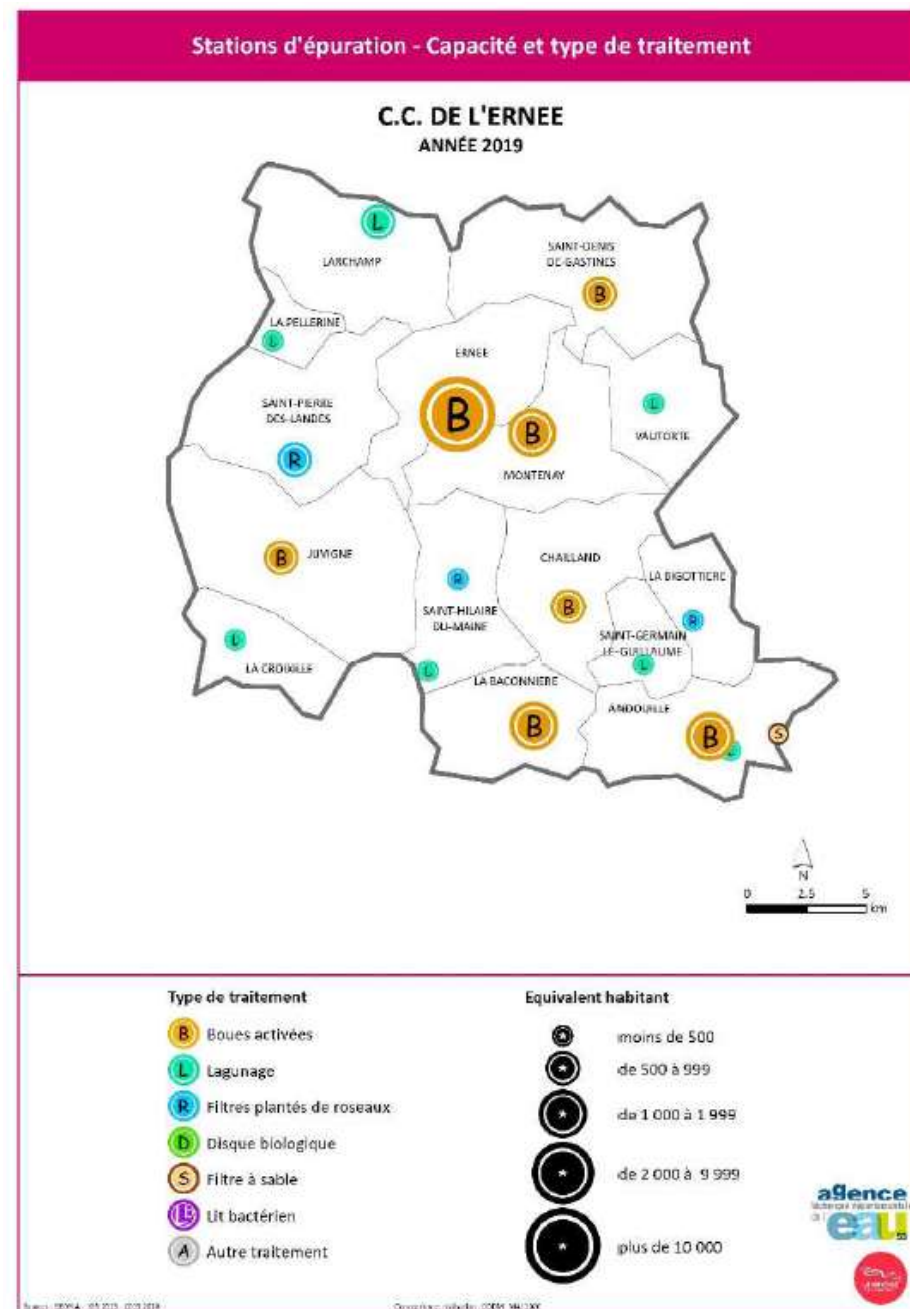 Stations d'épuration - Capacité et type de traitement
C.C. DE L'ERNEE
ANNÉE 2019
L
LARCHAMP
SAINT-DENIS
DE-GASTINES
B
LA PELLERINE
L
ERNEE
B
SAINT-PIERRE
DES-LANDES
R
B
MONTENAY
L
VAUTORTE
B
JUVIGNE
CHAILLAND
B
LA BIGOTTIERE
R
R
SAINT-HILAIRE
DU-MAINE
L
SAINT-GERMAIN
LE-GUILLAUME
L
L
LA CROIXILLE
LA BACONNIERE
B
ANDOUILLE
B
L
S
N
0 2.5 5
km
Type de traitement
B Boues activées
L Lagunage
R Filtres plantés de roseaux
D Disque biologique
S Filtre à sable
LB Lit bactérien
A Autre traitement
Equivalent habitant
moins de 500
de 500 à 999
de 1 000 à 1 999
de 2 000 à 9 999
plus de 10 000
agence
eau
53